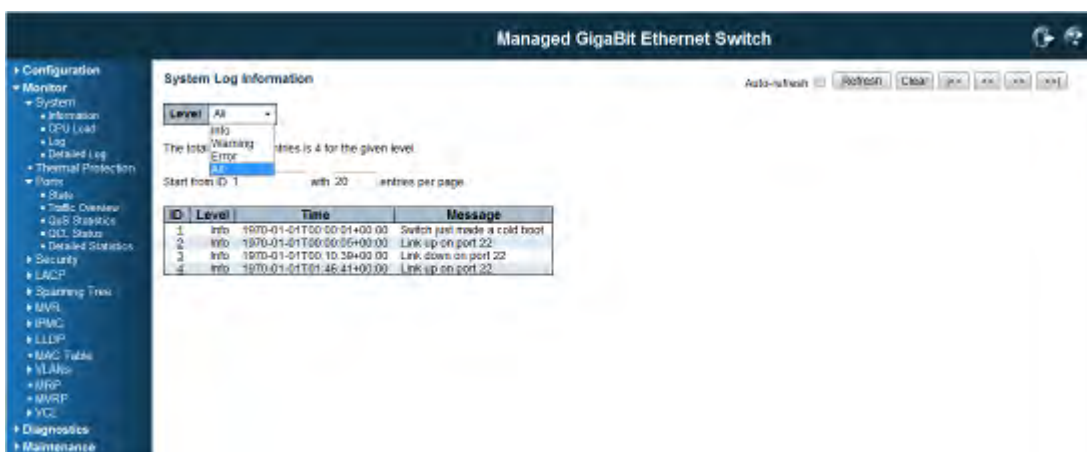 Managed GigaBit Ethernet Switch
Configuration
Monitor
System
Information
CPU Load
Log
Detailed Log
Thermal Protection
Ports
State
Traffic Overview
QoS Statistics
QCL Status
Detailed Statistics
Security
LACP
Spanning Tree
MVR
IPMC
LLDP
MAC Table
VLANs
MRP
MVRP
VCL
Diagnostics
Maintenance
System Log Information
Auto-refresh Refresh Clear |<< << >> >>|
Level All
Info
Warning
Error
All
The total entries is 4 for the given level.
Start from ID 1 with 20 entries per page.
ID Level Time Message
1 Info 1970-01-01T00:00:01+00:00 Switch just made a cold boot
2 Info 1970-01-01T00:00:05+00:00 Link up on port 22
3 Info 1970-01-01T00:10:39+00:00 Link down on port 22
4 Info 1970-01-01T01:46:41+00:00 Link up on port 22